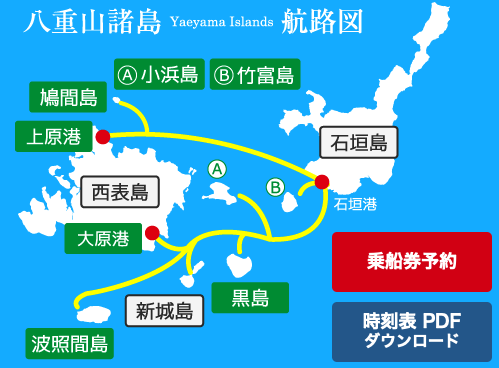 八重山諸島 Yaeyama Islands 航路図
Ⓐ小浜島 Ⓑ竹富島
鳩間島
上原港
石垣島
A
西表島
B
石垣港
大原港
乗船券予約
黒島
新城島
時刻表 PDF
ダウンロード
波照間島